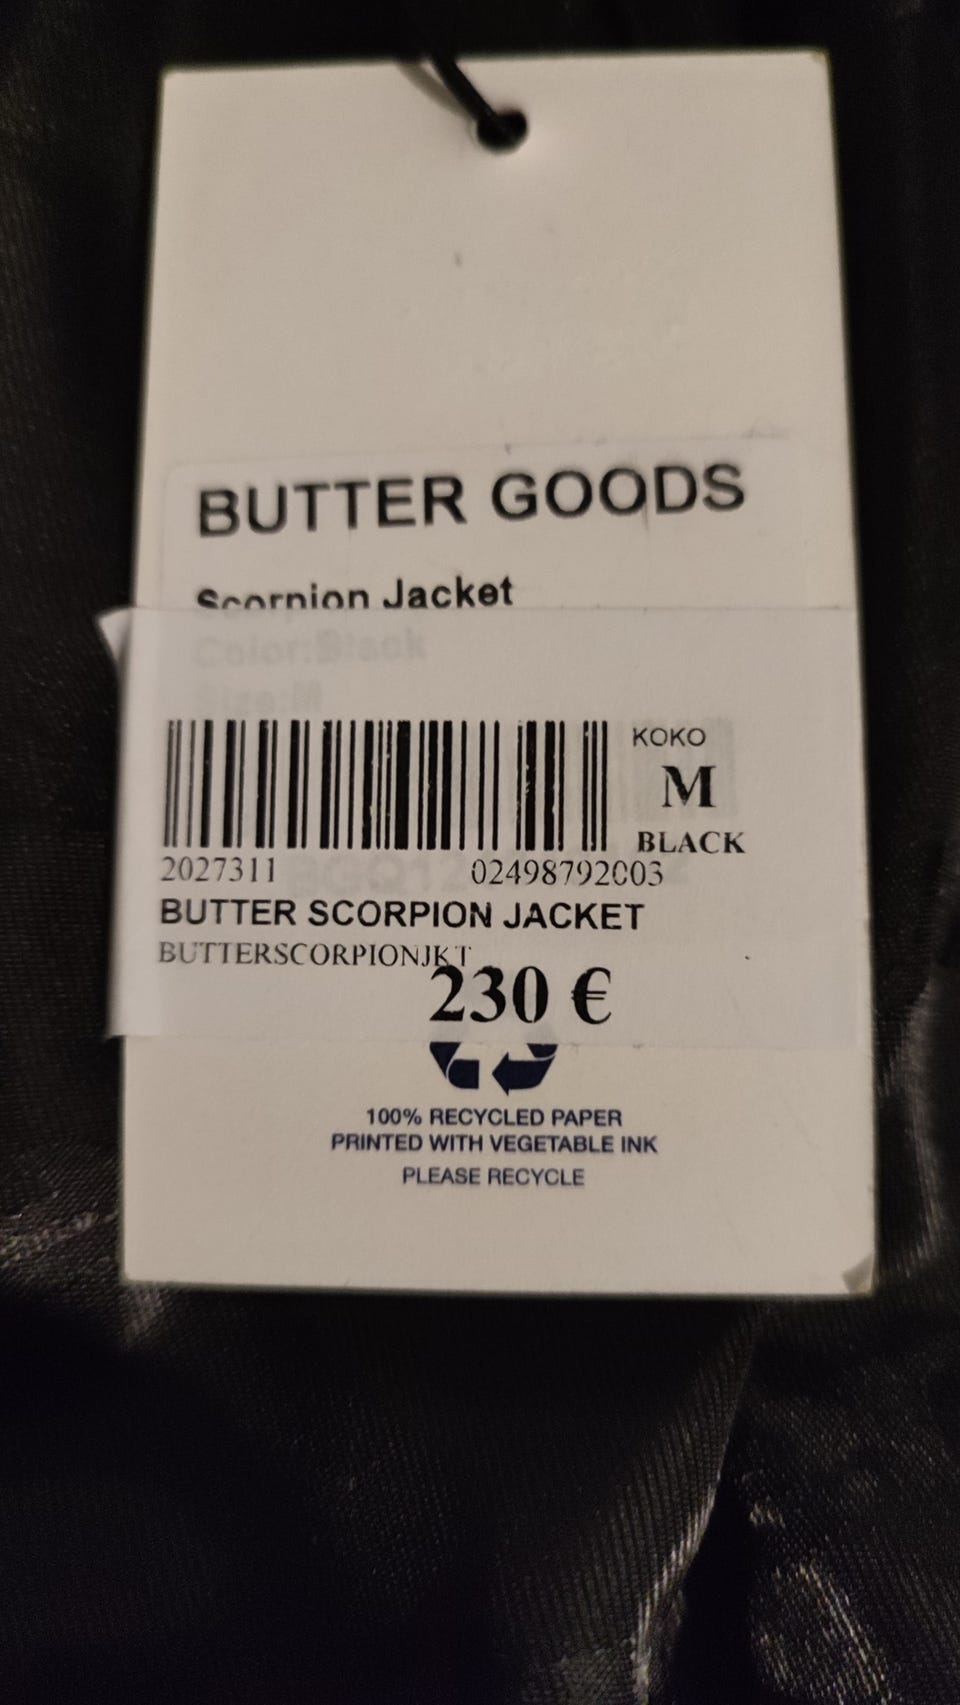 BUTTER GOODS
Scorpion Jacket
Color:Black
Size:M
KOKO
M
BLACK
2027311 02498792003
BUTTER SCORPION JACKET
BUTTERSCORPIONJKT
230 €
100% RECYCLED PAPER
PRINTED WITH VEGETABLE INK
PLEASE RECYCLE